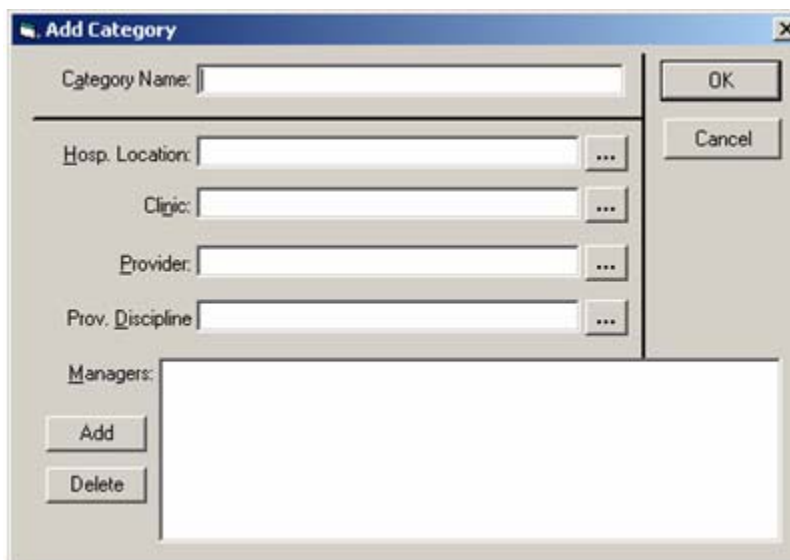 Add Category
Category Name:
OK
Cancel
Hosp. Location:
...
Clinic:
...
Provider:
...
Prov. Discipline
...
Managers:
Add
Delete